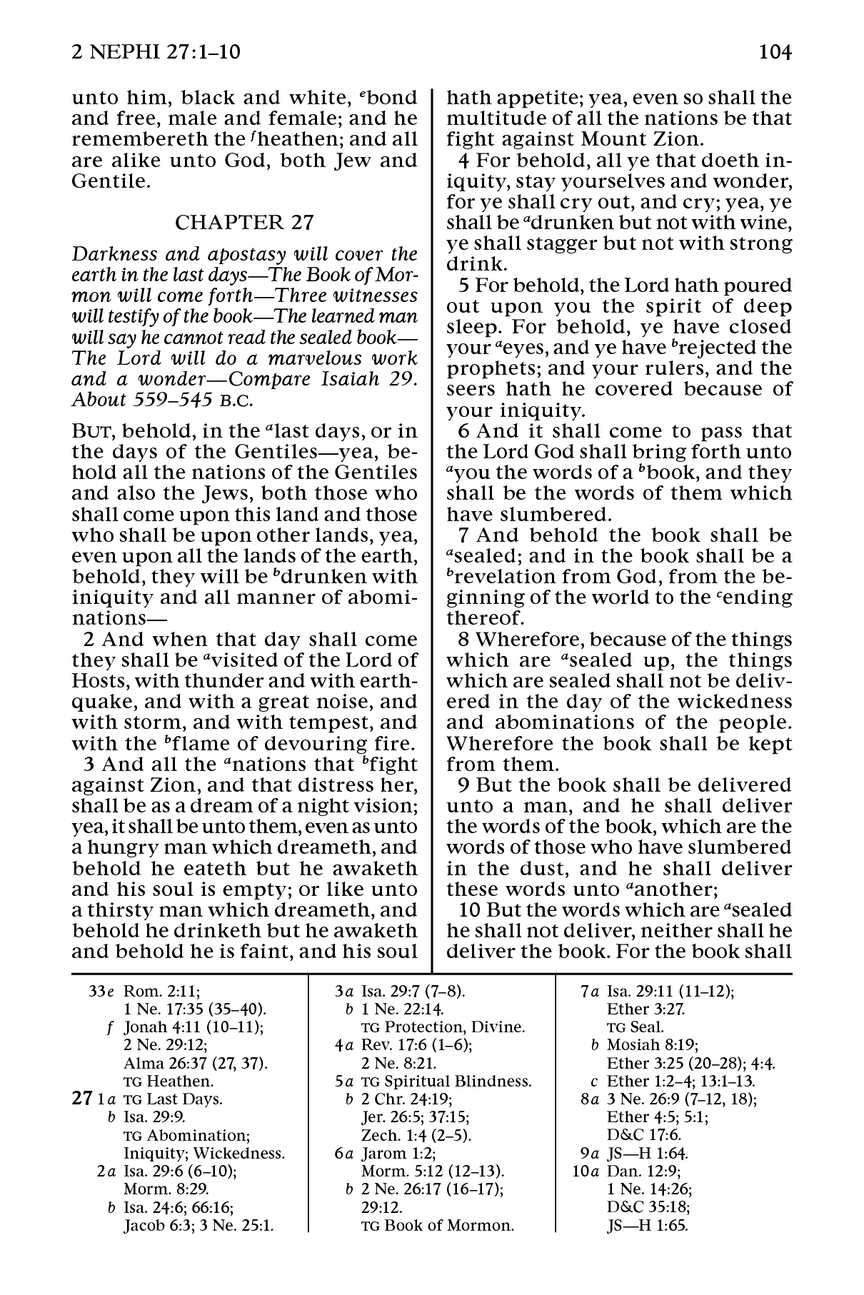 2 NEPHI 27:1–10
104
unto him, black and white, ᵉbond
and free, male and female; and he
remembereth the ᶠheathen; and all
are alike unto God, both Jew and
Gentile.
CHAPTER 27
Darkness and apostasy will cover the
earth in the last days—The Book of Mor-
mon will come forth—Three witnesses
will testify of the book—The learned man
will say he cannot read the sealed book—
The Lord will do a marvelous work
and a wonder—Compare Isaiah 29.
About 559–545 B.C.
BUT, behold, in the ᵃlast days, or in
the days of the Gentiles—yea, be-
hold all the nations of the Gentiles
and also the Jews, both those who
shall come upon this land and those
who shall be upon other lands, yea,
even upon all the lands of the earth,
behold, they will be ᵇdrunken with
iniquity and all manner of abomi-
nations—
2 And when that day shall come
they shall be ᵃvisited of the Lord of
Hosts, with thunder and with earth-
quake, and with a great noise, and
with storm, and with tempest, and
with the ᵇflame of devouring fire.
3 And all the ᵃnations that ᵇfight
against Zion, and that distress her,
shall be as a dream of a night vision;
yea, it shall be unto them, even as unto
a hungry man which dreameth, and
behold he eateth but he awaketh
and his soul is empty; or like unto
a thirsty man which dreameth, and
behold he drinketh but he awaketh
and behold he is faint, and his soul
hath appetite; yea, even so shall the
multitude of all the nations be that
fight against Mount Zion.
4 For behold, all ye that doeth in-
iquity, stay yourselves and wonder,
for ye shall cry out, and cry; yea, ye
shall be ᵃdrunken but not with wine,
ye shall stagger but not with strong
drink.
5 For behold, the Lord hath poured
out upon you the spirit of deep
sleep. For behold, ye have closed
your ᵃeyes, and ye have ᵇrejected the
prophets; and your rulers, and the
seers hath he covered because of
your iniquity.
6 And it shall come to pass that
the Lord God shall bring forth unto
ᵃyou the words of a ᵇbook, and they
shall be the words of them which
have slumbered.
7 And behold the book shall be
ᵃsealed; and in the book shall be a
ᵇrevelation from God, from the be-
ginning of the world to the ᶜending
thereof.
8 Wherefore, because of the things
which are ᵃsealed up, the things
which are sealed shall not be deliv-
ered in the day of the wickedness
and abominations of the people.
Wherefore the book shall be kept
from them.
9 But the book shall be delivered
unto a man, and he shall deliver
the words of the book, which are the
words of those who have slumbered
in the dust, and he shall deliver
these words unto ᵃanother;
10 But the words which are ᵃsealed
he shall not deliver, neither shall he
deliver the book. For the book shall
33e Rom. 2:11;
1 Ne. 17:35 (35–40).
f Jonah 4:11 (10–11);
2 Ne. 29:12;
Alma 26:37 (27, 37).
TG Heathen.
27 1a TG Last Days.
b Isa. 29:9.
TG Abomination;
Iniquity; Wickedness.
2a Isa. 29:6 (6–10);
Morm. 8:29.
b Isa. 24:6; 66:16;
Jacob 6:3; 3 Ne. 25:1.
3a Isa. 29:7 (7–8).
b 1 Ne. 22:14.
TG Protection, Divine.
4a Rev. 17:6 (1–6);
2 Ne. 8:21.
5a TG Spiritual Blindness.
b 2 Chr. 24:19;
Jer. 26:5; 37:15;
Zech. 1:4 (2–5).
6a Jarom 1:2;
Morm. 5:12 (12–13).
b 2 Ne. 26:17 (16–17);
29:12.
TG Book of Mormon.
7a Isa. 29:11 (11–12);
Ether 3:27.
TG Seal.
b Mosiah 8:19;
Ether 3:25 (20–28); 4:4.
c Ether 1:2–4; 13:1–13.
8a 3 Ne. 26:9 (7–12, 18);
Ether 4:5; 5:1;
D&C 17:6.
9a JS—H 1:64.
10a Dan. 12:9;
1 Ne. 14:26;
D&C 35:18;
JS—H 1:65.